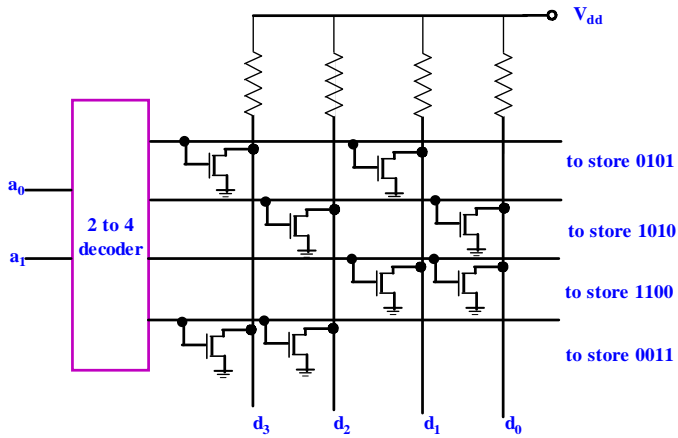 V_dd
to store 0101
a_0
2 to 4
decoder
to store 1010
a_1
to store 1100
to store 0011
d_3 d_2 d_1 d_0